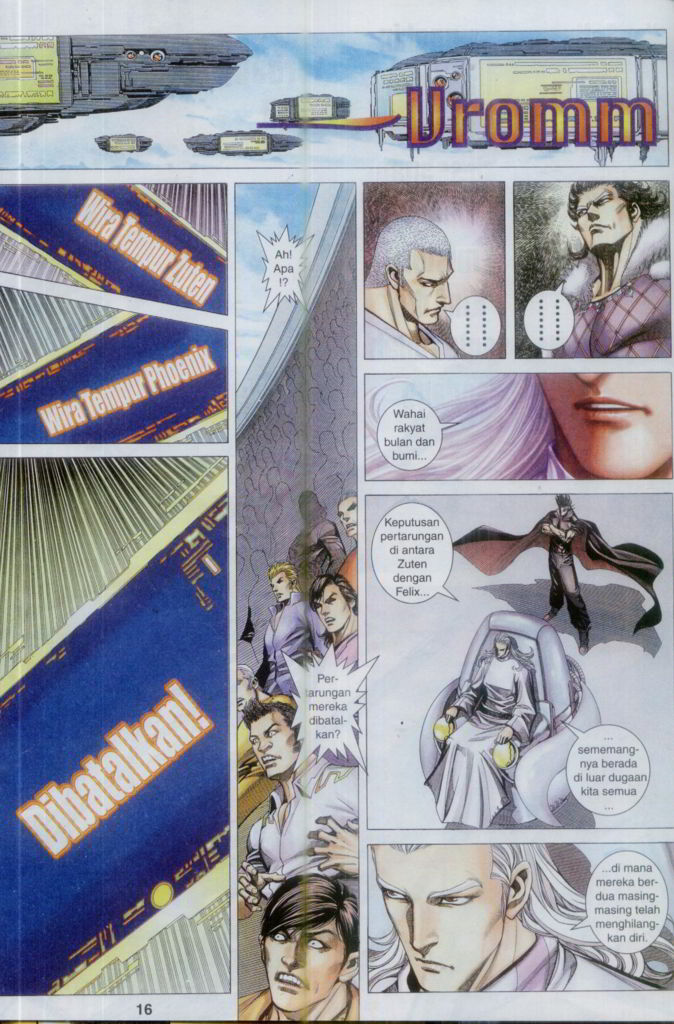 Uromm
Wira Tempur Zuten
Wira Tempur Phoenix
Dibatalkan!
Ah!
Apa
!?
Per-
tarungan
mereka
dibatal-
kan?
Wahai
rakyat
bulan dan
bumi...
Keputusan
pertarungan
di antara
Zuten
dengan
Felix...
...
sememang-
nya berada
di luar dugaan
kita semua
...
...di mana
mereka ber-
dua masing-
masing telah
menghilang-
kan diri.
16